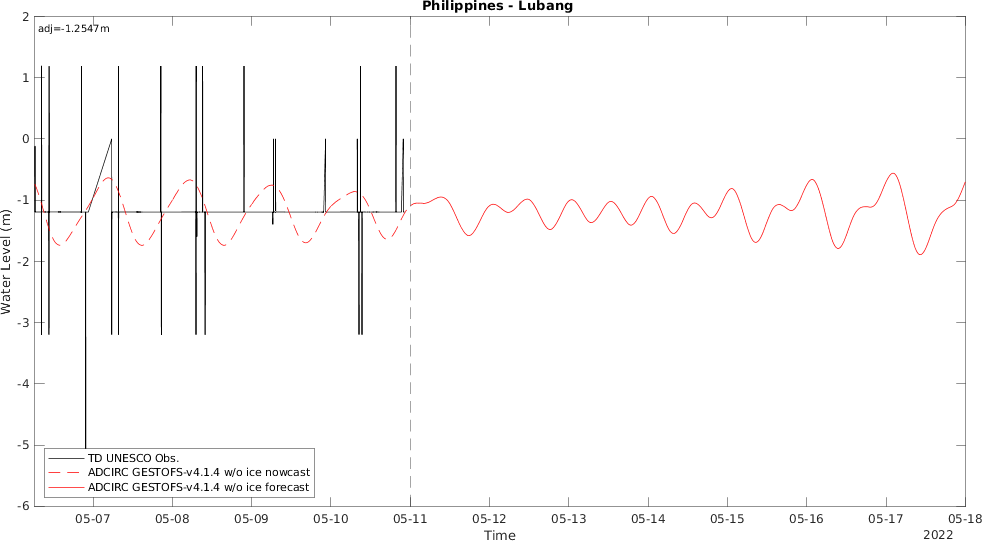 Philippines - Lubang
adj=-1.2547m
2
1
0
-1
-2
-3
-4
-5
-6
Water Level (m)
TD UNESCO Obs.
ADCIRC GESTOFS-v4.1.4 w/o ice nowcast
ADCIRC GESTOFS-v4.1.4 w/o ice forecast
05-07 05-08 05-09 05-10 05-11 05-12 05-13 05-14 05-15 05-16 05-17 05-18
Time
2022